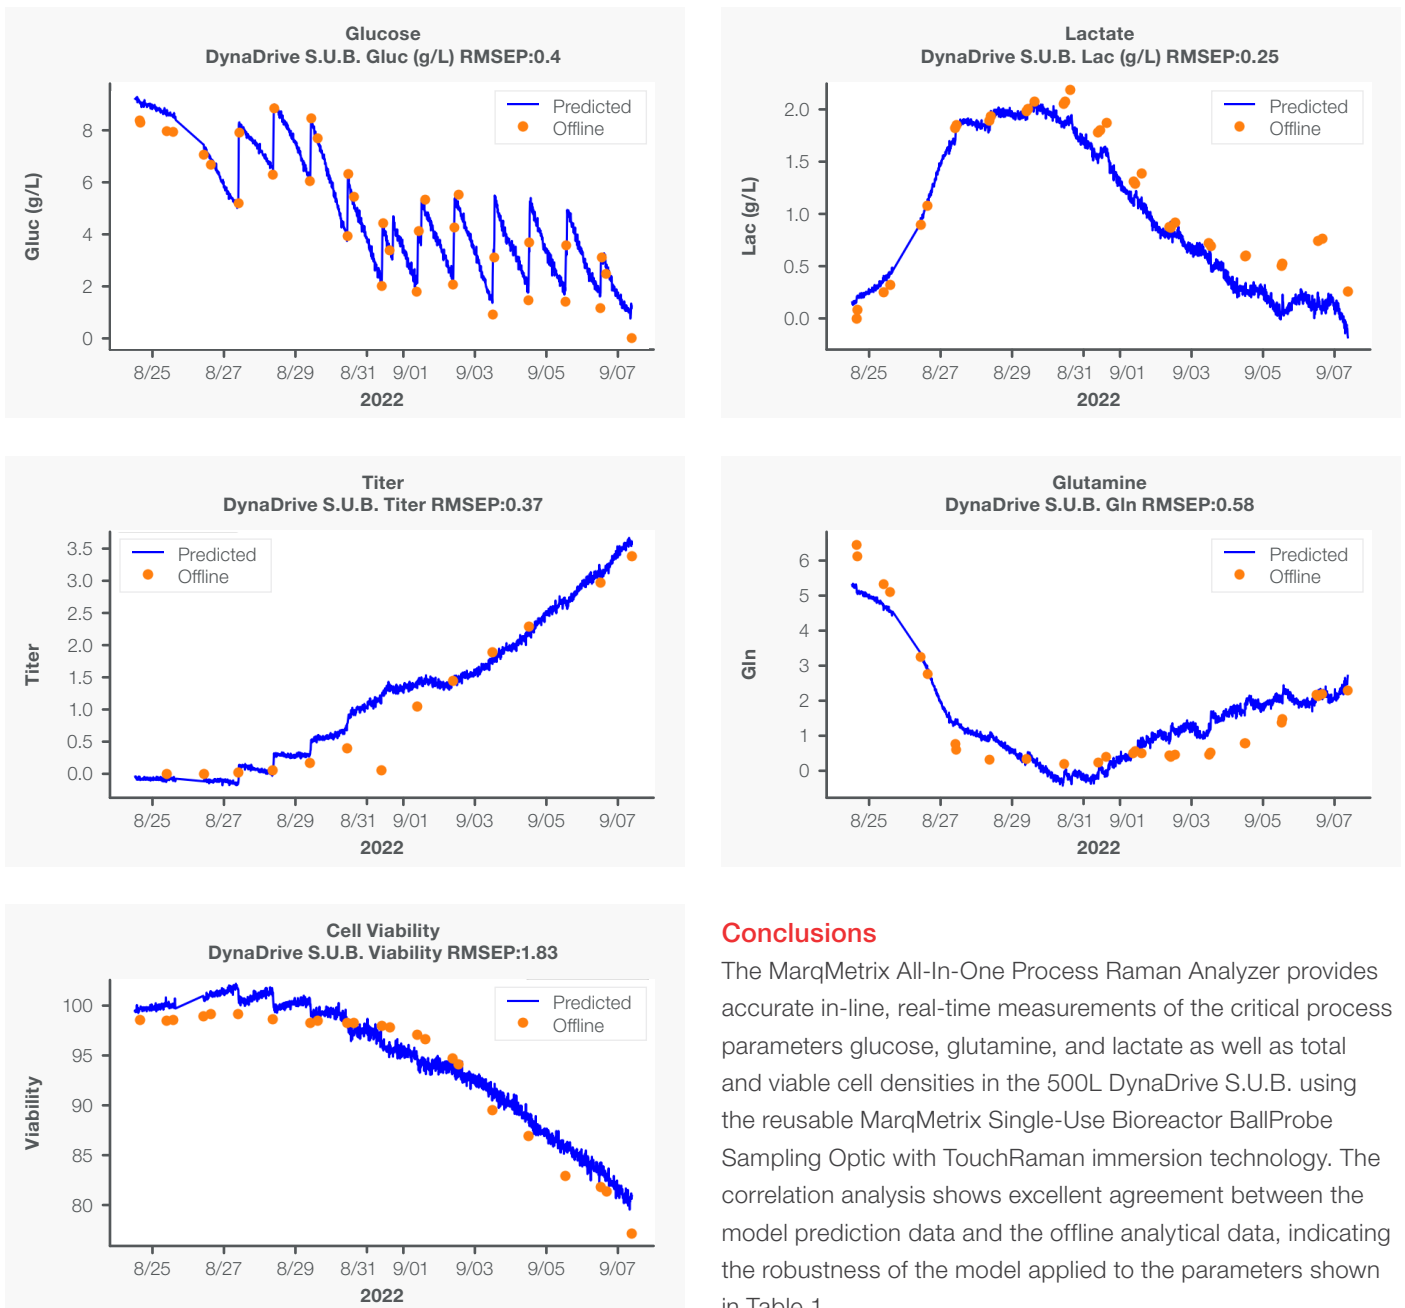 Glucose
DynaDrive S.U.B. Gluc (g/L) RMSEP:0.4
Predicted
Offline
Gluc (g/L)
8
6
4
2
0
8/25 8/27 8/29 8/31 9/01 9/03 9/05 9/07
2022
Lactate
DynaDrive S.U.B. Lac (g/L) RMSEP:0.25
Predicted
Offline
Lac (g/L)
2.0
1.5
1.0
0.5
0.0
8/25 8/27 8/29 8/31 9/01 9/03 9/05 9/07
2022
Titer
DynaDrive S.U.B. Titer RMSEP:0.37
Predicted
Offline
Titer
3.5
3.0
2.5
2.0
1.5
1.0
0.5
0.0
8/25 8/27 8/29 8/31 9/01 9/03 9/05 9/07
2022
Glutamine
DynaDrive S.U.B. Gln RMSEP:0.58
Predicted
Offline
Gln
6
5
4
3
2
1
0
8/25 8/27 8/29 8/31 9/01 9/03 9/05 9/07
2022
Cell Viability
DynaDrive S.U.B. Viability RMSEP:1.83
Predicted
Offline
Viability
100
95
90
85
80
8/25 8/27 8/29 8/31 9/01 9/03 9/05 9/07
2022
Conclusions
The MarqMetrix All-In-One Process Raman Analyzer provides
accurate in-line, real-time measurements of the critical process
parameters glucose, glutamine, and lactate as well as total
and viable cell densities in the 500L DynaDrive S.U.B. using
the reusable MarqMetrix Single-Use Bioreactor BallProbe
Sampling Optic with TouchRaman immersion technology. The
correlation analysis shows excellent agreement between the
model prediction data and the offline analytical data, indicating
the robustness of the model applied to the parameters shown
in Table 1